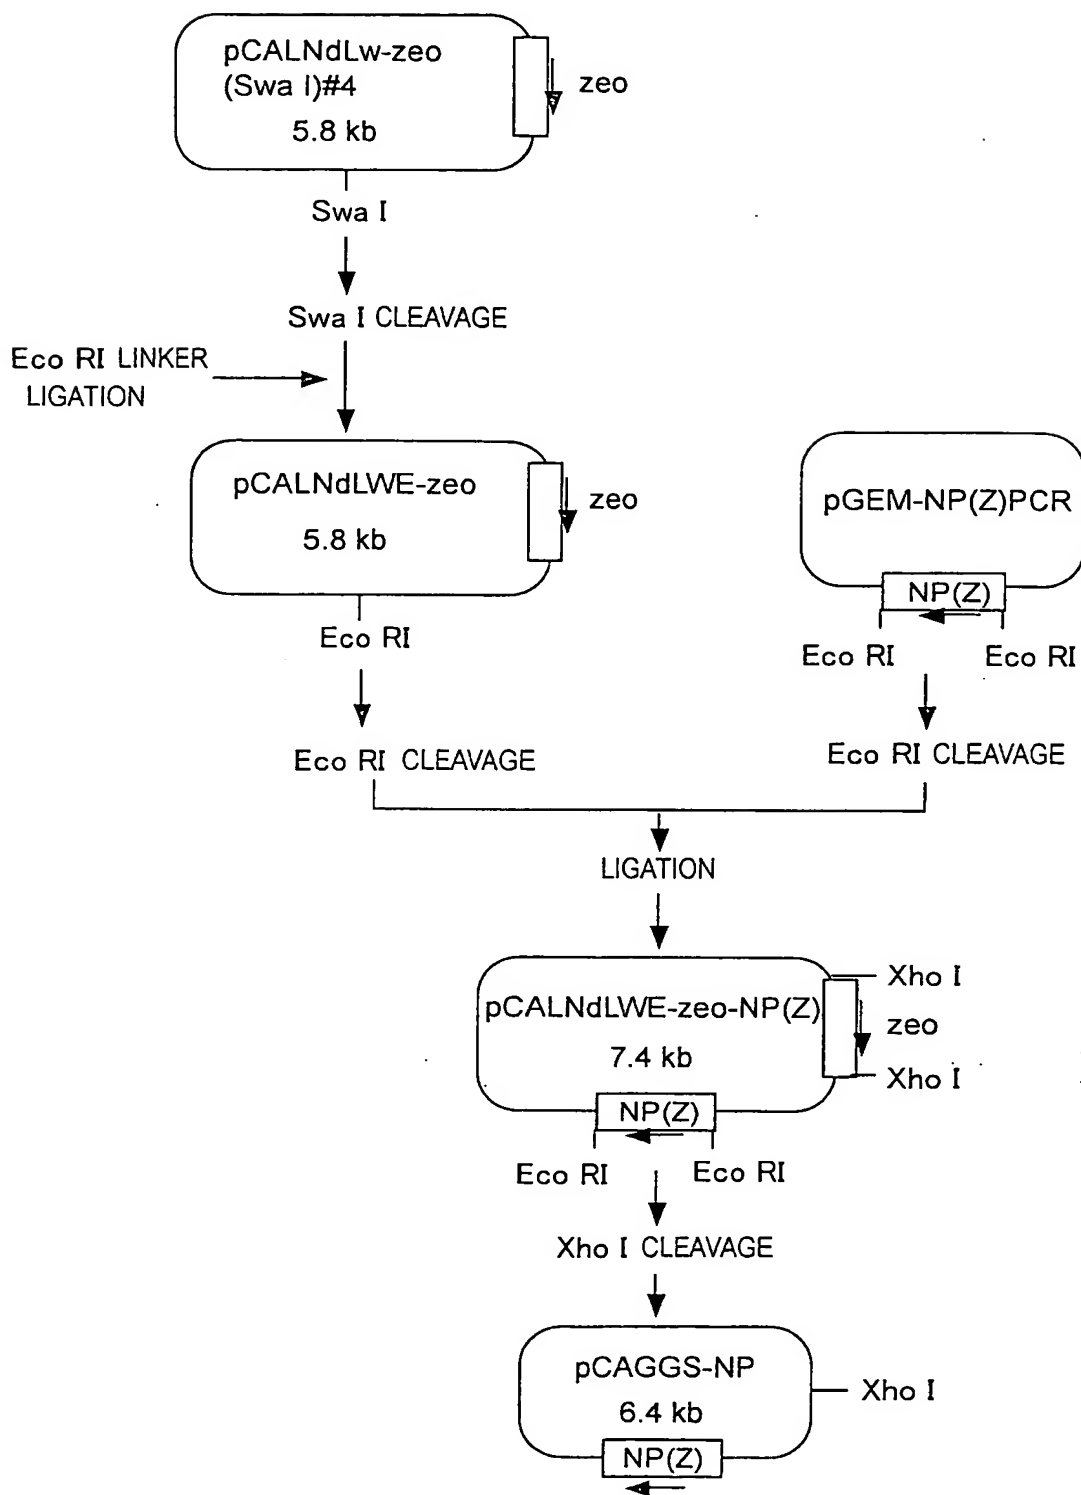 pCALNdLw-zeo
(Swa I)#4
5.8 kb
zeo
Swa I
Swa I CLEAVAGE
Eco RI LINKER
LIGATION
pCALNdLWE-zeo
5.8 kb
zeo
Eco RI
Eco RI CLEAVAGE
pGEM-NP(Z)PCR
NP(Z)
Eco RI
Eco RI
Eco RI CLEAVAGE
LIGATION
pCALNdLWE-zeo-NP(Z)
7.4 kb
Xho I
zeo
Xho I
NP(Z)
Eco RI
Eco RI
Xho I CLEAVAGE
pCAGGS-NP
6.4 kb
Xho I
NP(Z)